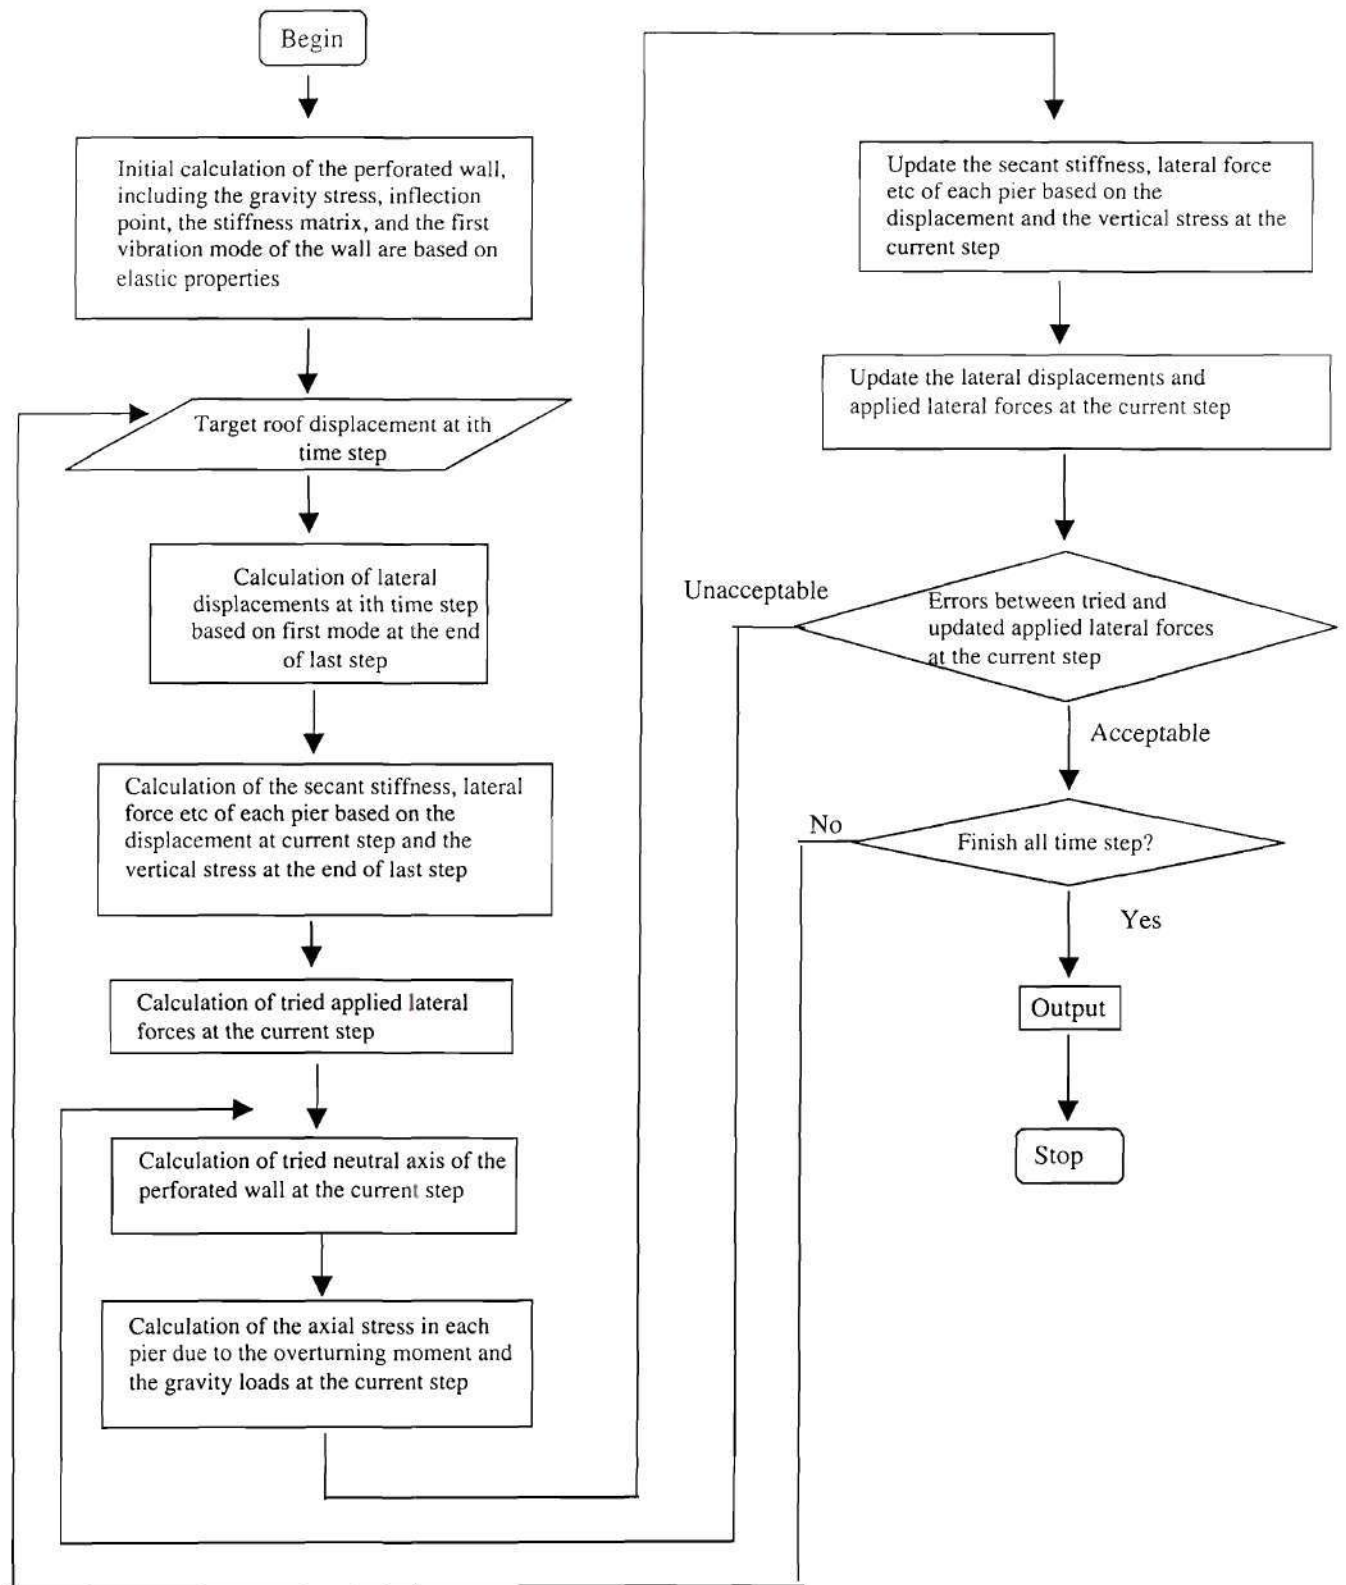 Begin
Initial calculation of the perforated wall,
including the gravity stress, inflection
point, the stiffness matrix, and the first
vibration mode of the wall are based on
elastic properties
Target roof displacement at ith
time step
Calculation of lateral
displacements at ith time step
based on first mode at the end
of last step
Calculation of the secant stiffness, lateral
force etc of each pier based on the
displacement at current step and the
vertical stress at the end of last step
Calculation of tried applied lateral
forces at the current step
Calculation of tried neutral axis of the
perforated wall at the current step
Calculation of the axial stress in each
pier due to the overturning moment and
the gravity loads at the current step
Update the secant stiffness, lateral force
etc of each pier based on the
displacement and the vertical stress at the
current step
Update the lateral displacements and
applied lateral forces at the current step
Unacceptable
Errors between tried and
updated applied lateral forces
at the current step
Acceptable
No
Finish all time step?
Yes
Output
Stop